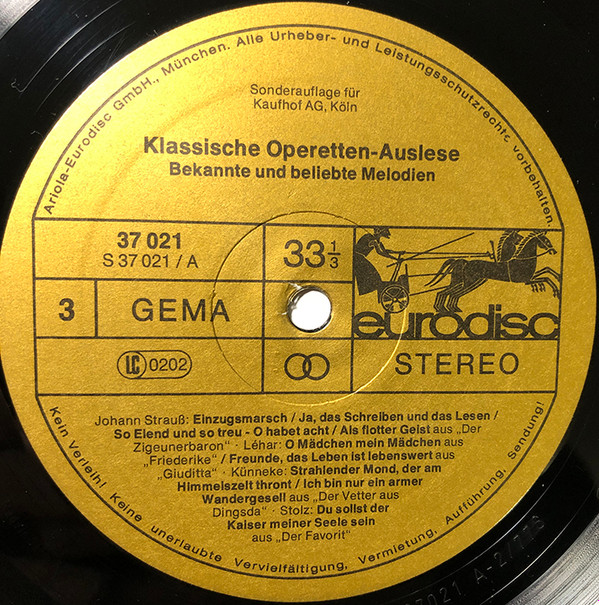 Ariola-Eurodisc GmbH., München. Alle Urheber- und Leistungsschutzrechte vorbehalten.
Sonderauflage für
Kaufhof AG, Köln
Klassische Operetten-Auslese
Bekannte und beliebte Melodien
37 021
S 37 021 / A
33 1/3
3
GEMA
eurodisc
LC 0202
STEREO
Johann Strauß: Einzugsmarsch / Ja, das Schreiben und das Lesen /
So Elend und so treu - O habet acht / Als flotter Geist aus „Der
Zigeunerbaron" · Léhar: O Mädchen mein Mädchen aus
„Friederike" / Freunde, das Leben ist lebenswert aus
„Giuditta" · Künneke: Strahlender Mond, der am
Himmelszelt thront / Ich bin nur ein armer
Wandergesell aus „Der Vetter aus
Dingsda" · Stolz: Du sollst der
Kaiser meiner Seele sein
aus „Der Favorit"
Kein Verleih! Keine unerlaubte Vervielfältigung, Vermietung, Aufführung, Sendung!